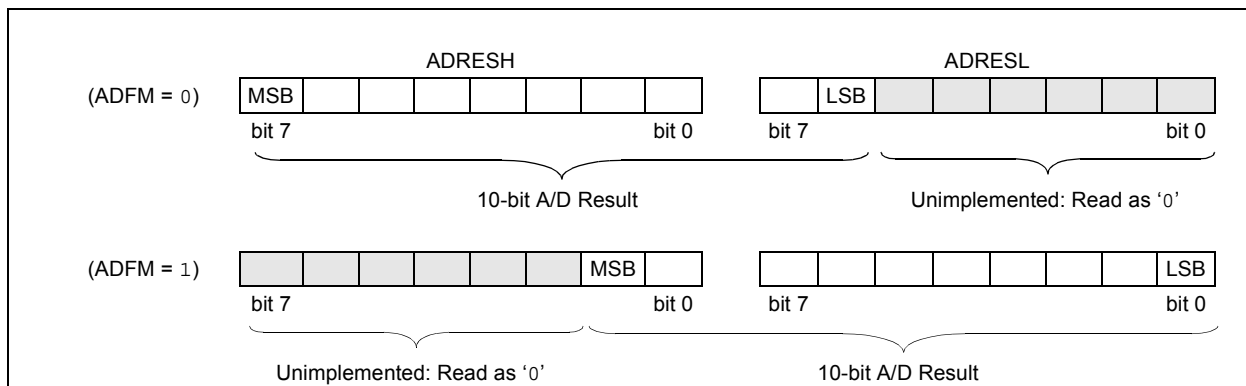 ADRESH ADRESL
(ADFM = 0) MSB LSB
bit 7 bit 0 bit 7 bit 0
10-bit A/D Result Unimplemented: Read as ‘0’
(ADFM = 1) MSB LSB
bit 7 bit 0 bit 7 bit 0
Unimplemented: Read as ‘0’ 10-bit A/D Result